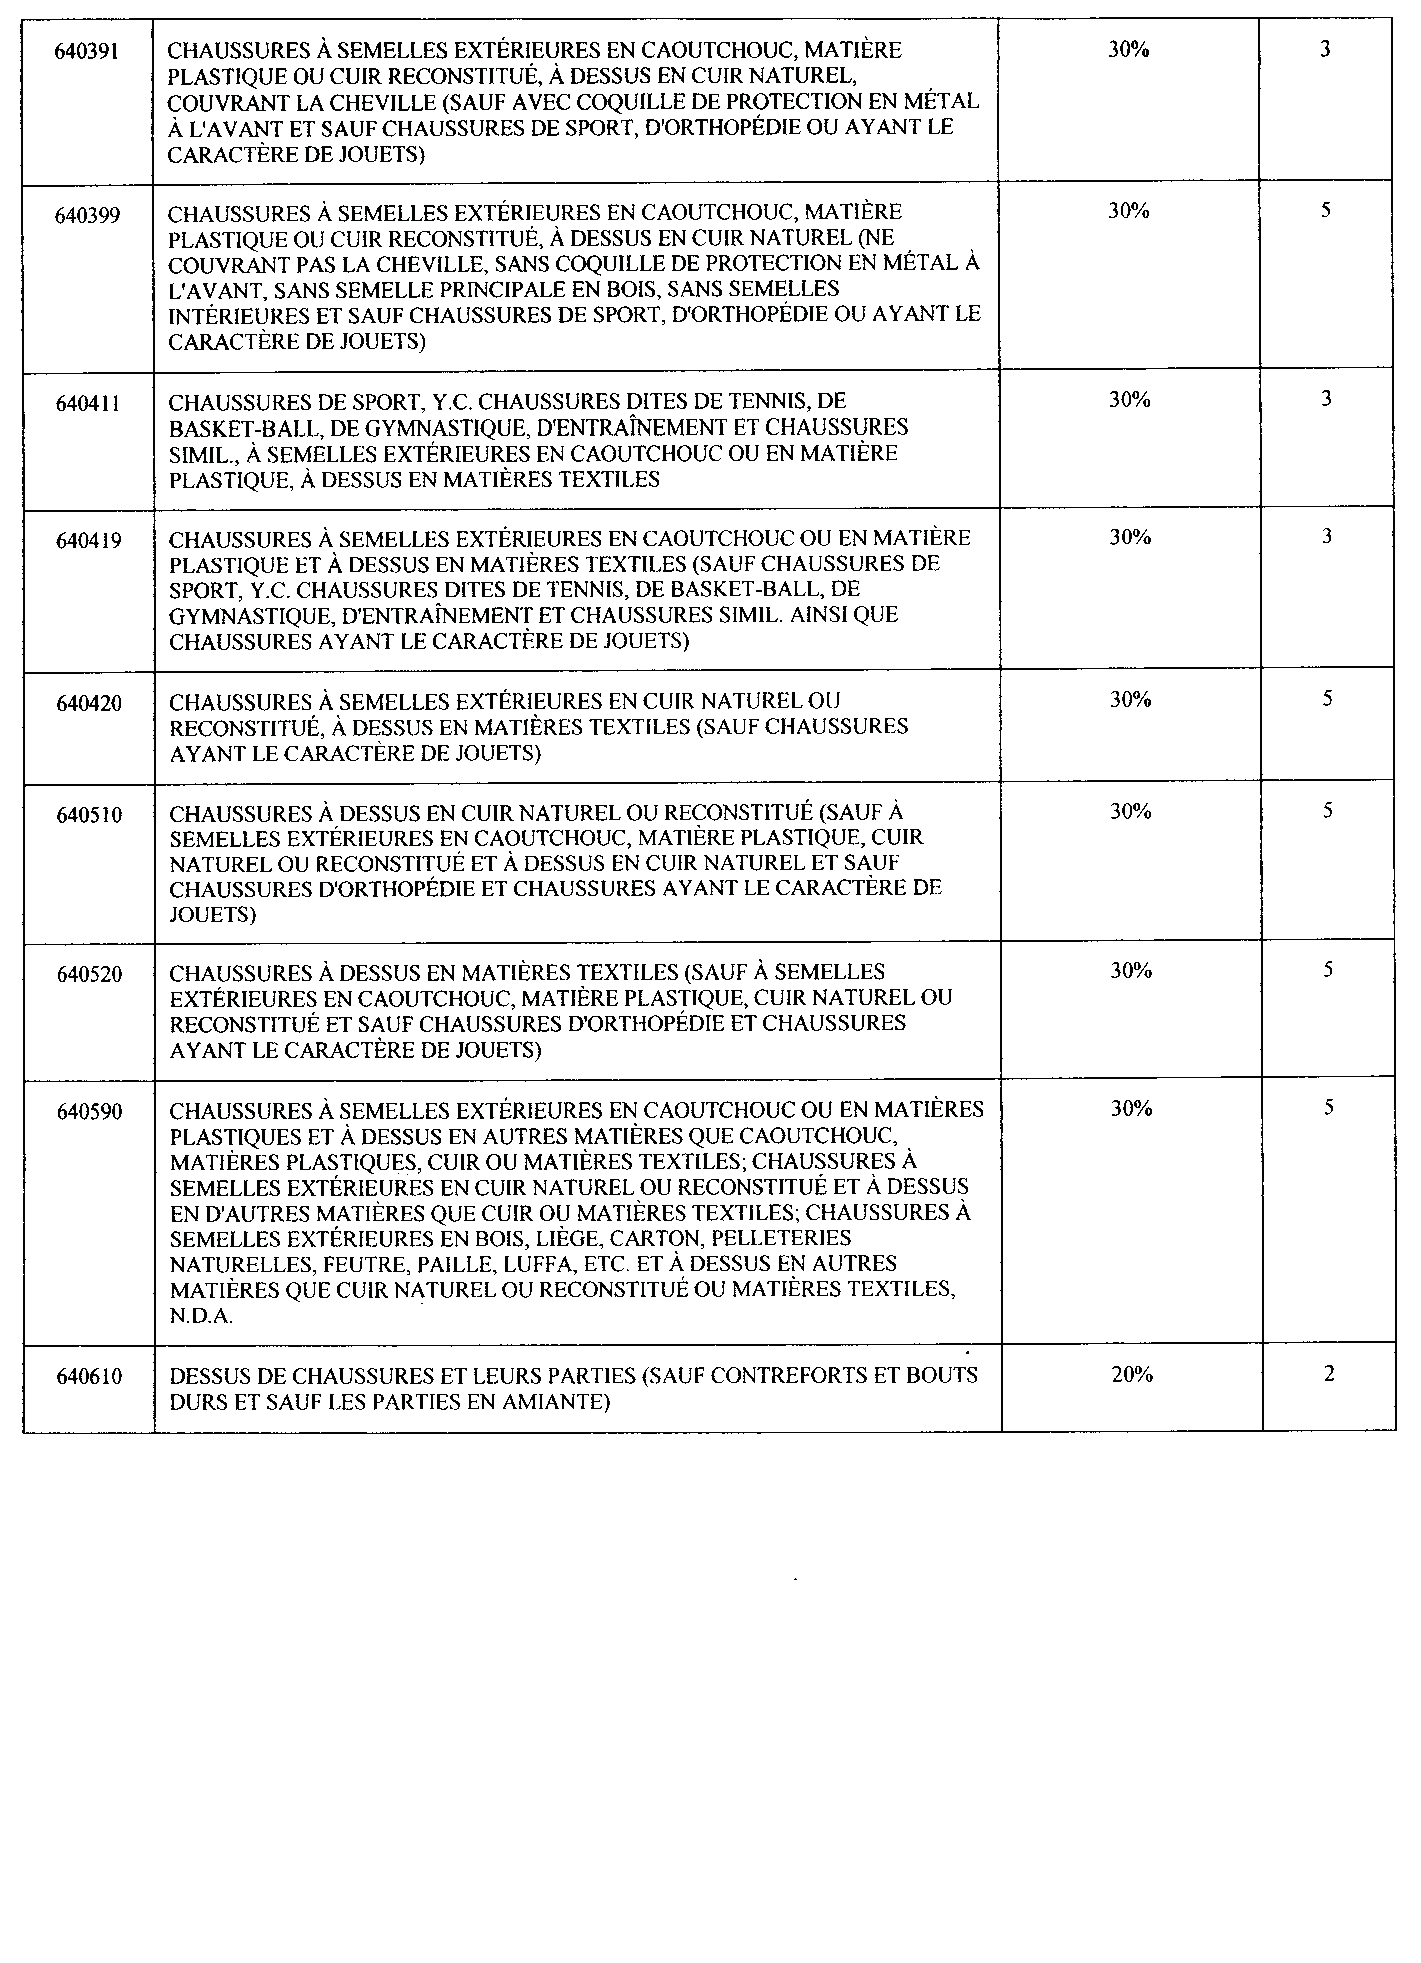 640391 CHAUSSURES À SEMELLES EXTÉRIEURES EN CAOUTCHOUC, MATIÈRE 30% 3
PLASTIQUE OU CUIR RECONSTITUÉ, À DESSUS EN CUIR NATUREL,
COUVRANT LA CHEVILLE (SAUF AVEC COQUILLE DE PROTECTION EN MÉTAL
À L'AVANT ET SAUF CHAUSSURES DE SPORT, D'ORTHOPÉDIE OU AYANT LE
CARACTÈRE DE JOUETS)
640399 CHAUSSURES À SEMELLES EXTÉRIEURES EN CAOUTCHOUC, MATIÈRE 30% 5
PLASTIQUE OU CUIR RECONSTITUÉ, À DESSUS EN CUIR NATUREL (NE
COUVRANT PAS LA CHEVILLE, SANS COQUILLE DE PROTECTION EN MÉTAL À
L'AVANT, SANS SEMELLE PRINCIPALE EN BOIS, SANS SEMELLES
INTÉRIEURES ET SAUF CHAUSSURES DE SPORT, D'ORTHOPÉDIE OU AYANT LE
CARACTÈRE DE JOUETS)
640411 CHAUSSURES DE SPORT, Y.C. CHAUSSURES DITES DE TENNIS, DE 30% 3
BASKET-BALL, DE GYMNASTIQUE, D'ENTRAÎNEMENT ET CHAUSSURES
SIMIL., À SEMELLES EXTÉRIEURES EN CAOUTCHOUC OU EN MATIÈRE
PLASTIQUE, À DESSUS EN MATIÈRES TEXTILES
640419 CHAUSSURES À SEMELLES EXTÉRIEURES EN CAOUTCHOUC OU EN MATIÈRE 30% 3
PLASTIQUE ET À DESSUS EN MATIÈRES TEXTILES (SAUF CHAUSSURES DE
SPORT, Y.C. CHAUSSURES DITES DE TENNIS, DE BASKET-BALL, DE
GYMNASTIQUE, D'ENTRAÎNEMENT ET CHAUSSURES SIMIL. AINSI QUE
CHAUSSURES AYANT LE CARACTÈRE DE JOUETS)
640420 CHAUSSURES À SEMELLES EXTÉRIEURES EN CUIR NATUREL OU 30% 5
RECONSTITUÉ, À DESSUS EN MATIÈRES TEXTILES (SAUF CHAUSSURES
AYANT LE CARACTÈRE DE JOUETS)
640510 CHAUSSURES À DESSUS EN CUIR NATUREL OU RECONSTITUÉ (SAUF À 30% 5
SEMELLES EXTÉRIEURES EN CAOUTCHOUC, MATIÈRE PLASTIQUE, CUIR
NATUREL OU RECONSTITUÉ ET À DESSUS EN CUIR NATUREL ET SAUF
CHAUSSURES D'ORTHOPÉDIE ET CHAUSSURES AYANT LE CARACTÈRE DE
JOUETS)
640520 CHAUSSURES À DESSUS EN MATIÈRES TEXTILES (SAUF À SEMELLES 30% 5
EXTÉRIEURES EN CAOUTCHOUC, MATIÈRE PLASTIQUE, CUIR NATUREL OU
RECONSTITUÉ ET SAUF CHAUSSURES D'ORTHOPÉDIE ET CHAUSSURES
AYANT LE CARACTÈRE DE JOUETS)
640590 CHAUSSURES À SEMELLES EXTÉRIEURES EN CAOUTCHOUC OU EN MATIÈRES 30% 5
PLASTIQUES ET À DESSUS EN AUTRES MATIÈRES QUE CAOUTCHOUC,
MATIÈRES PLASTIQUES, CUIR OU MATIÈRES TEXTILES; CHAUSSURES À
SEMELLES EXTÉRIEURES EN CUIR NATUREL OU RECONSTITUÉ ET À DESSUS
EN D'AUTRES MATIÈRES QUE CUIR OU MATIÈRES TEXTILES; CHAUSSURES À
SEMELLES EXTÉRIEURES EN BOIS, LIÈGE, CARTON, PELLETERIES
NATURELLES, FEUTRE, PAILLE, LUFFA, ETC. ET À DESSUS EN AUTRES
MATIÈRES QUE CUIR NATUREL OU RECONSTITUÉ OU MATIÈRES TEXTILES,
N.D.A.
640610 DESSUS DE CHAUSSURES ET LEURS PARTIES (SAUF CONTREFORTS ET BOUTS 20% 2
DURS ET SAUF LES PARTIES EN AMIANTE)